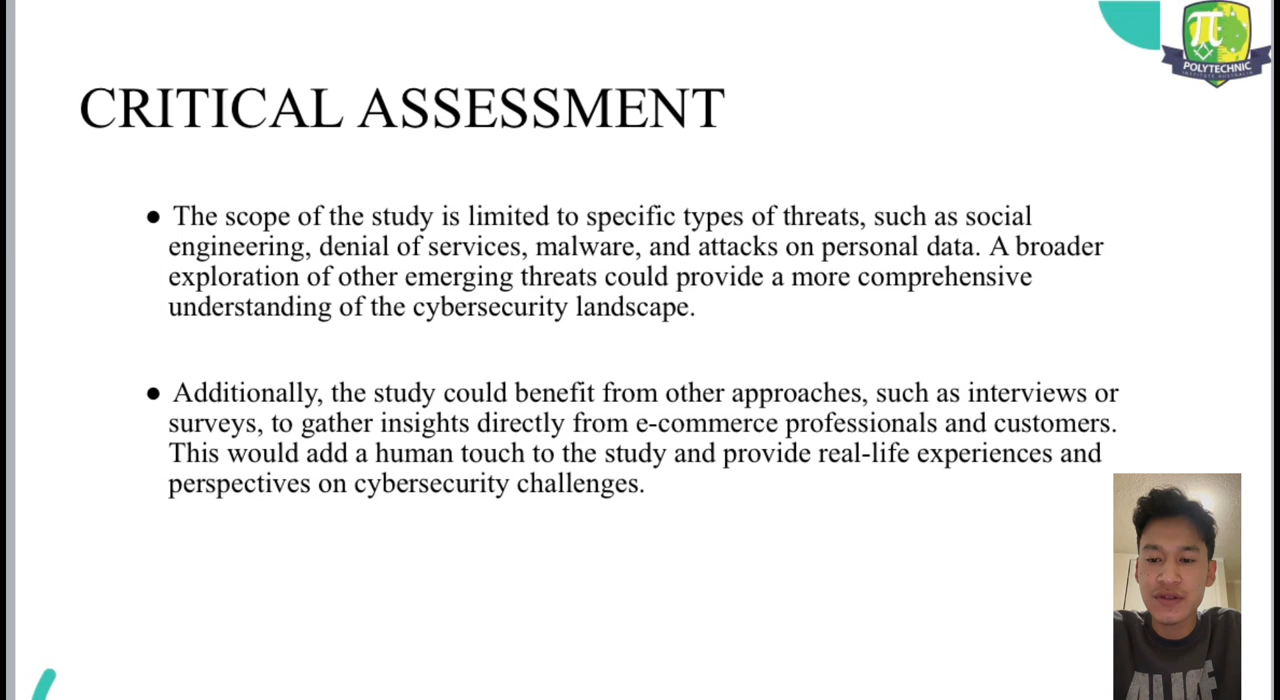 POLYTECHNIC
INSTITUTE AUSTRALIA
CRITICAL ASSESSMENT
● The scope of the study is limited to specific types of threats, such as social
engineering, denial of services, malware, and attacks on personal data. A broader
exploration of other emerging threats could provide a more comprehensive
understanding of the cybersecurity landscape.
● Additionally, the study could benefit from other approaches, such as interviews or
surveys, to gather insights directly from e-commerce professionals and customers.
This would add a human touch to the study and provide real-life experiences and
perspectives on cybersecurity challenges.